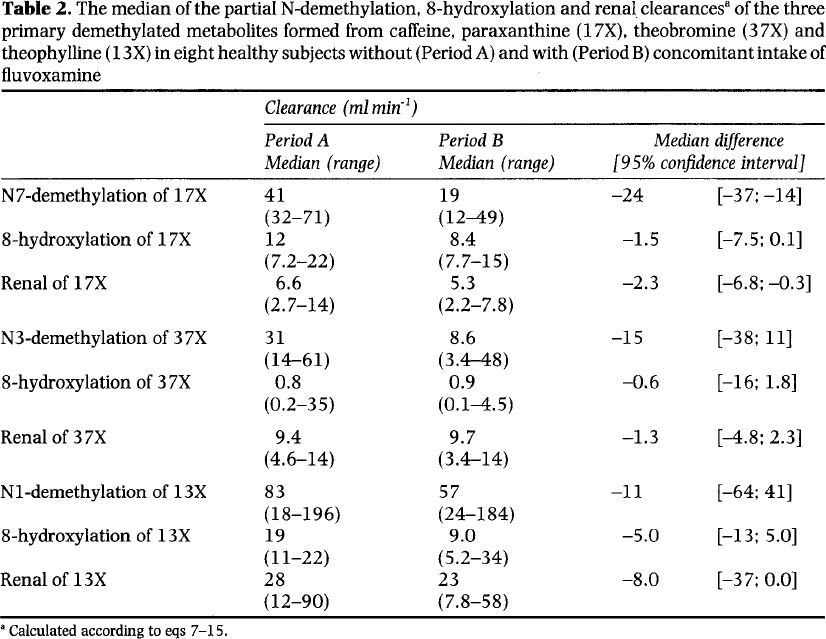 Table 2. The median of the partial N-demethylation, 8-hydroxylation and renal clearancesᵃ of the three
primary demethylated metabolites formed from caffeine, paraxanthine (17X), theobromine (37X) and
theophylline (13X) in eight healthy subjects without (Period A) and with (Period B) concomitant intake of
fluvoxamine
Clearance (ml min⁻¹)
Period A Period B Median difference
Median (range) Median (range) [95% confidence interval]
N7-demethylation of 17X 41 19 −24 [−37; −14]
(32–71) (12–49)
8-hydroxylation of 17X 12 8.4 −1.5 [−7.5; 0.1]
(7.2–22) (7.7–15)
Renal of 17X 6.6 5.3 −2.3 [−6.8; −0.3]
(2.7–14) (2.2–7.8)
N3-demethylation of 37X 31 8.6 −15 [−38; 11]
(14–61) (3.4–48)
8-hydroxylation of 37X 0.8 0.9 −0.6 [−16; 1.8]
(0.2–35) (0.1–4.5)
Renal of 37X 9.4 9.7 −1.3 [−4.8; 2.3]
(4.6–14) (3.4–14)
N1-demethylation of 13X 83 57 −11 [−64; 41]
(18–196) (24–184)
8-hydroxylation of 13X 19 9.0 −5.0 [−13; 5.0]
(11–22) (5.2–34)
Renal of 13X 28 23 −8.0 [−37; 0.0]
(12–90) (7.8–58)
ᵃ Calculated according to eqs 7–15.